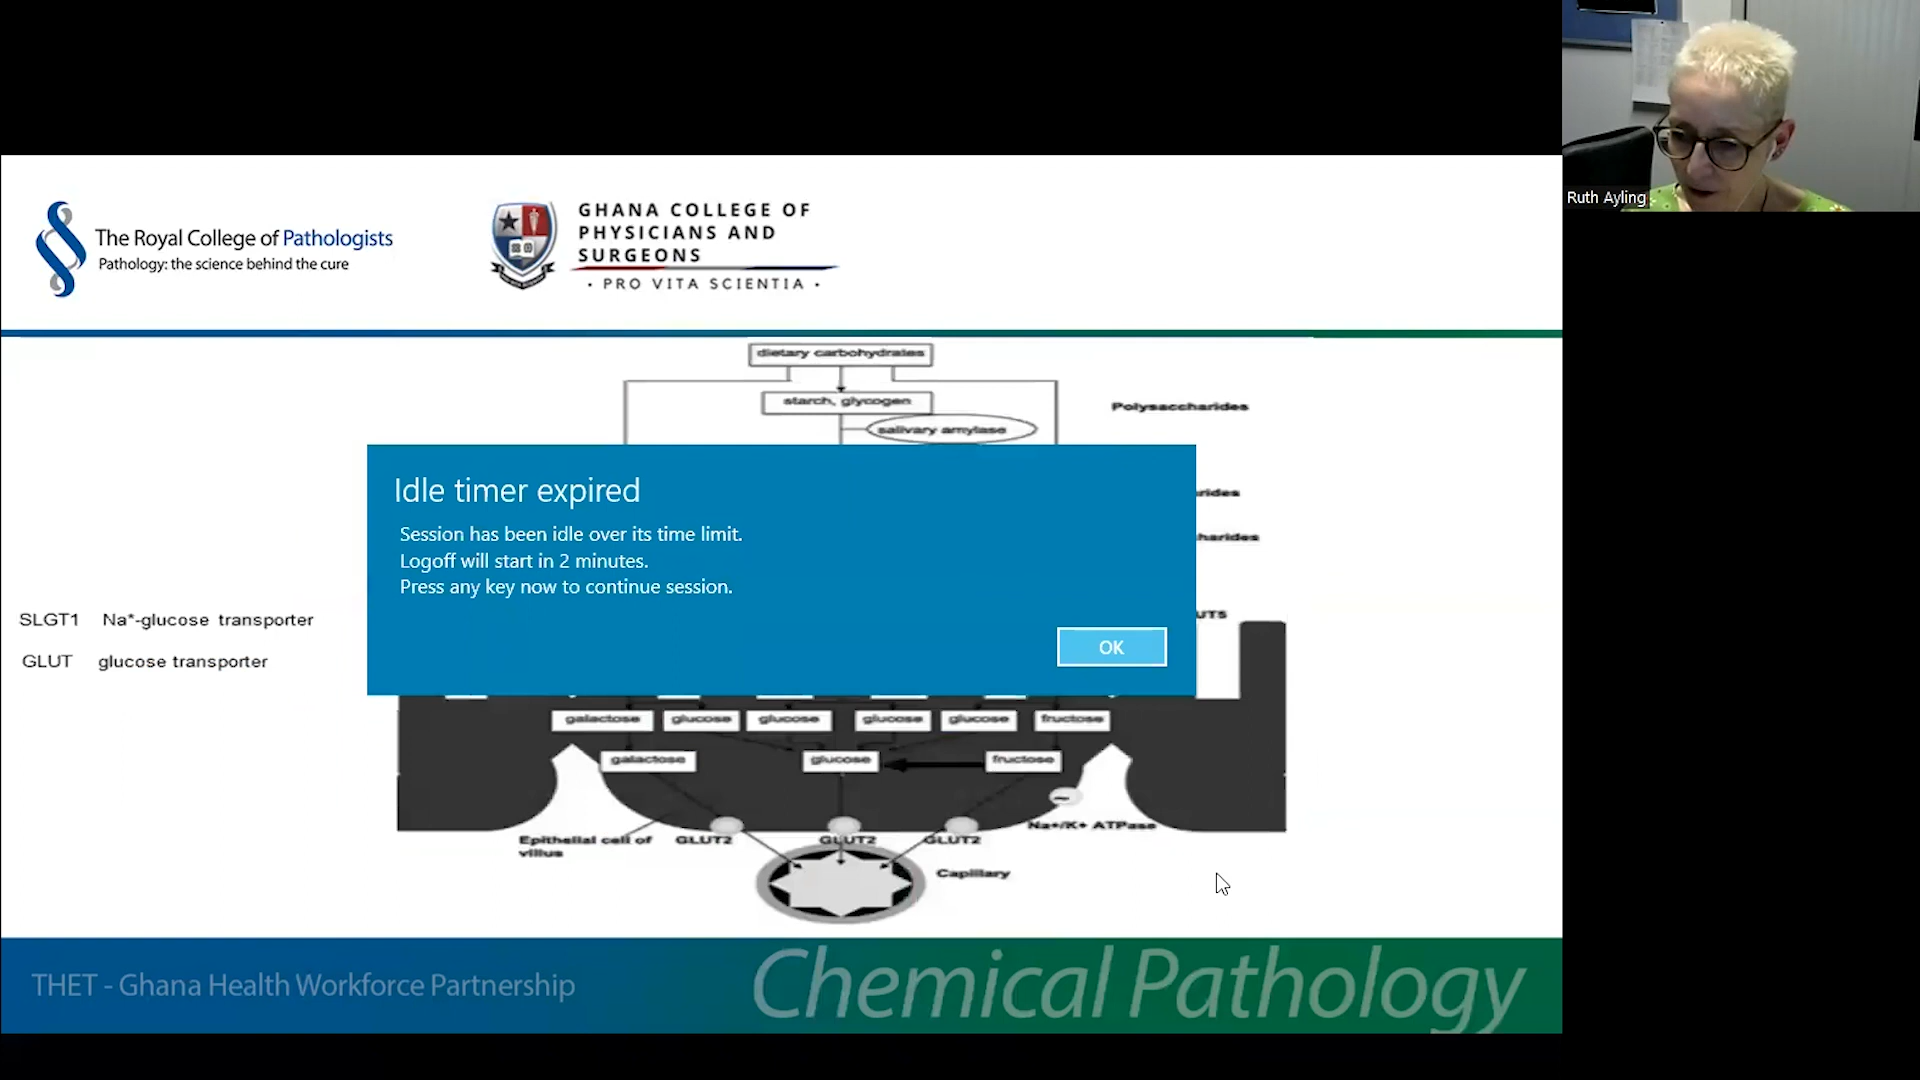 Ruth Ayling
The Royal College of Pathologists
Pathology: the science behind the cure
GHANA COLLEGE OF
PHYSICIANS AND
SURGEONS
· PRO VITA SCIENTIA ·
dietary carbohydrates
starch, glycogen
Polysaccharides
salivary amylase
Idle timer expired
Session has been idle over its time limit.
Logoff will start in 2 minutes.
Press any key now to continue session.
OK
rides
harides
UT5
SLGT1 Na*-glucose transporter
GLUT glucose transporter
galactose glucose glucose glucose glucose fructose
galactose glucose fructose
Epithelial cell of
villus
GLUT2 GLUT2 GLUT2
Na+/K+ ATPase
Capillary
THET - Ghana Health Workforce Partnership
Chemical Pathology